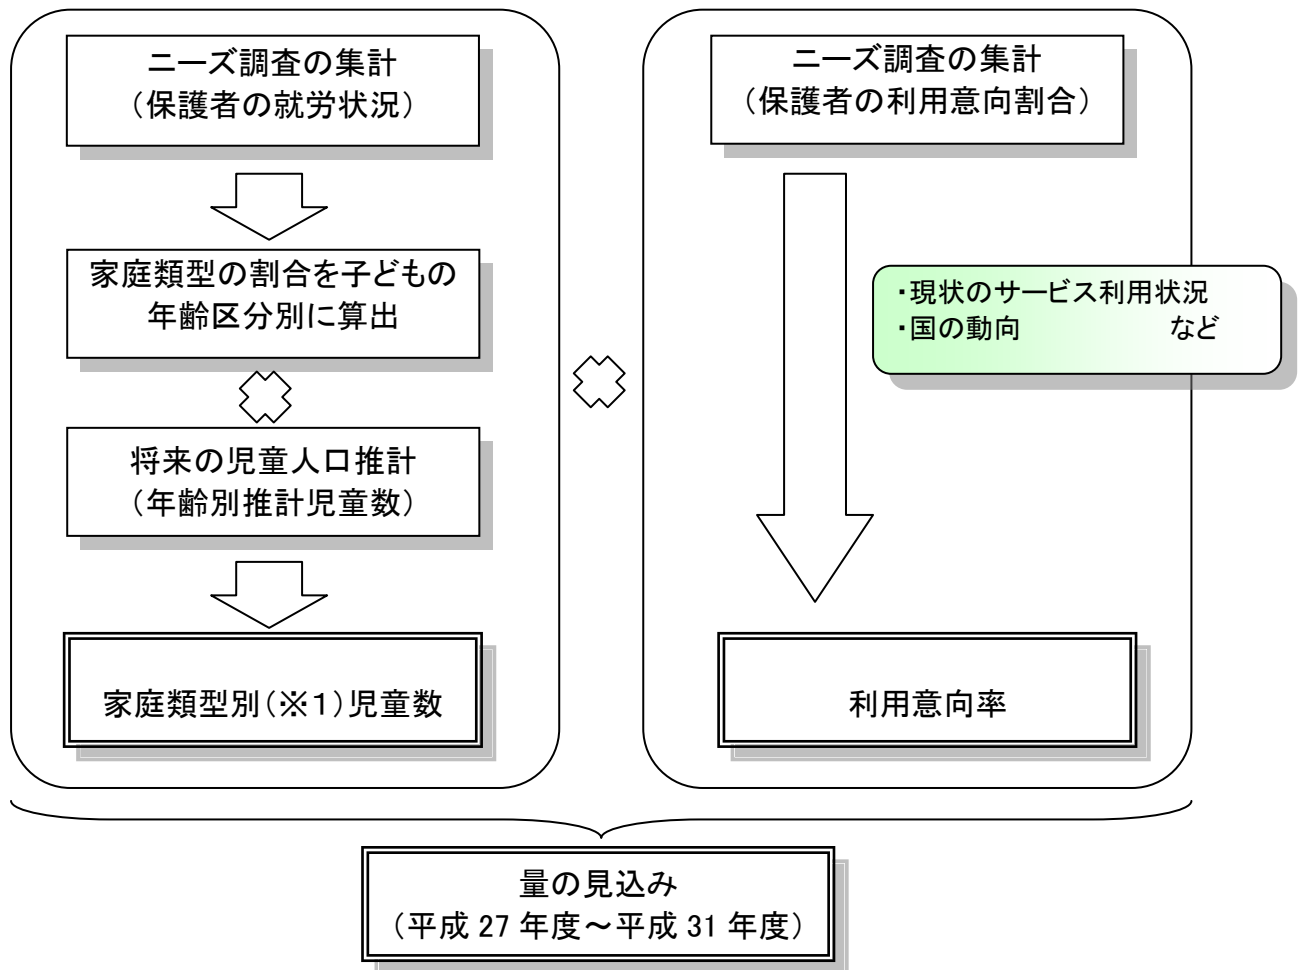 ニーズ調査の集計
（保護者の就労状況）
家庭類型の割合を子どもの
年齢区分別に算出
将来の児童人口推計
（年齢別推計児童数）
家庭類型別（※１）児童数
ニーズ調査の集計
（保護者の利用意向割合）
・現状のサービス利用状況
・国の動向　　　　　　など
利用意向率
量の見込み
（平成 27 年度～平成 31 年度）